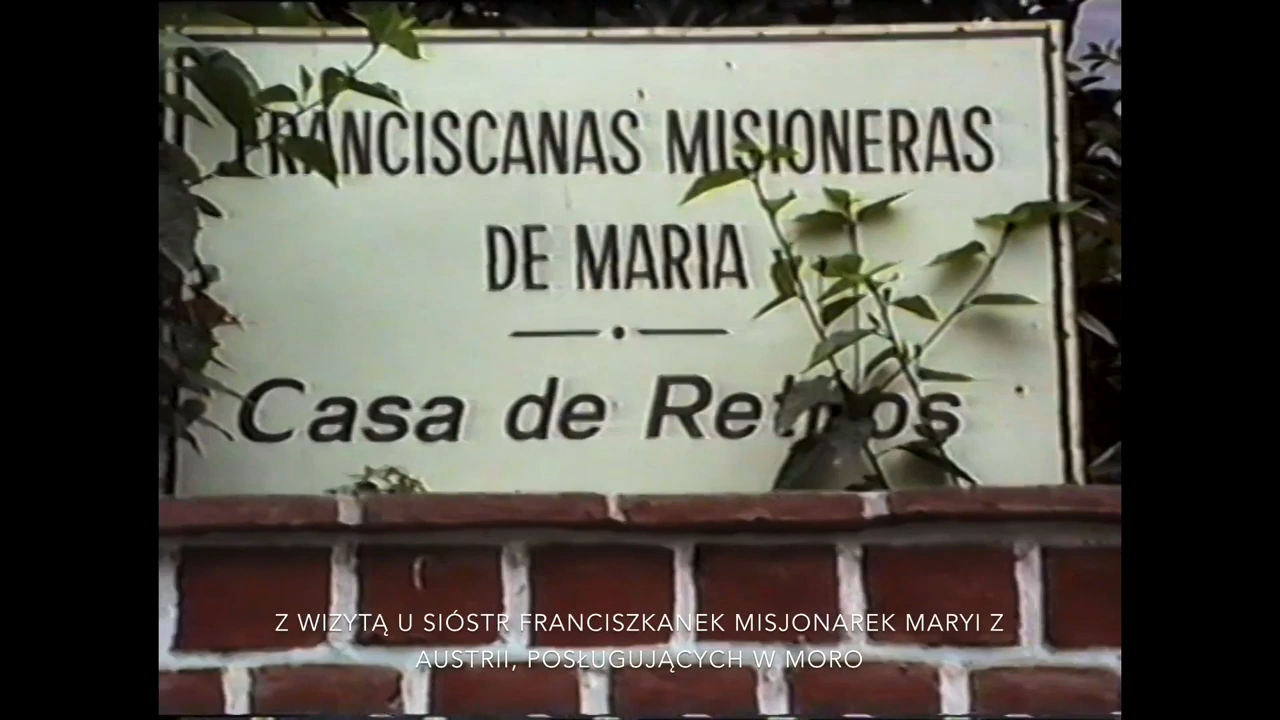 FRANCISCANAS MISIONERAS
DE MARIA
Casa de Retiros
Z WIZYTĄ U SIÓSTR FRANCISZKANEK MISJONAREK MARYI Z
AUSTRII, POSŁUGUJĄCYCH W MORO